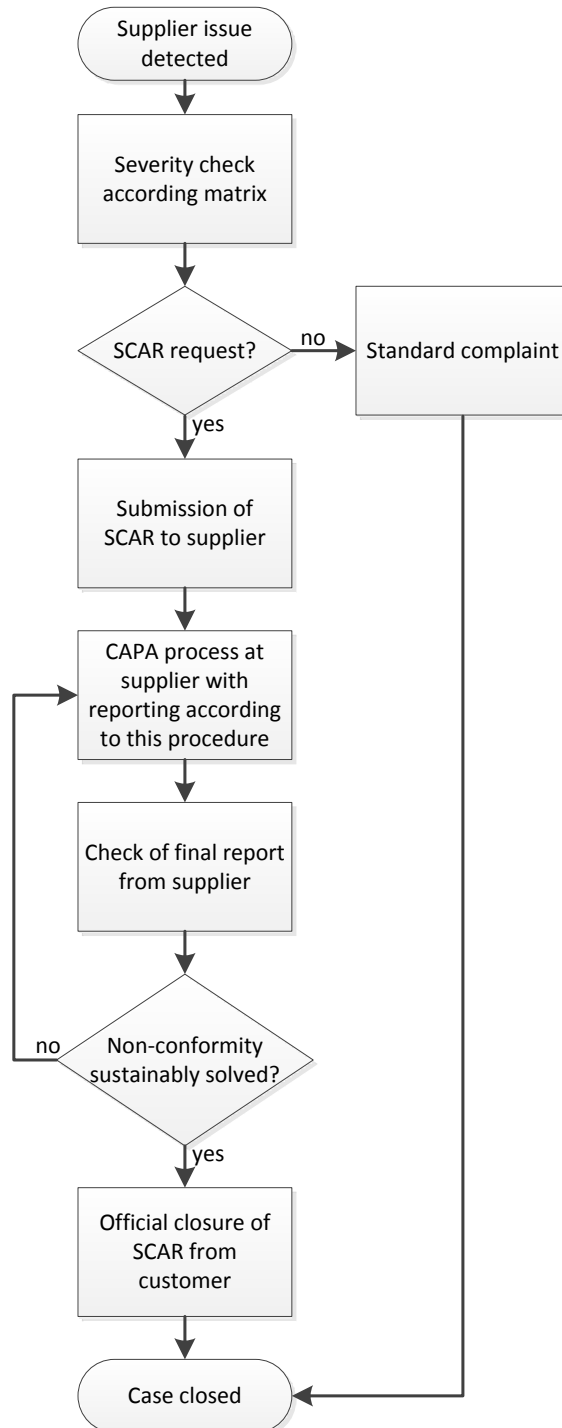 Supplier issue
detected
Severity check
according matrix
SCAR request?
no
Standard complaint
yes
Submission of
SCAR to supplier
CAPA process at
supplier with
reporting according
to this procedure
Check of final report
from supplier
no
Non-conformity
sustainably solved?
yes
Official closure of
SCAR from
customer
Case closed